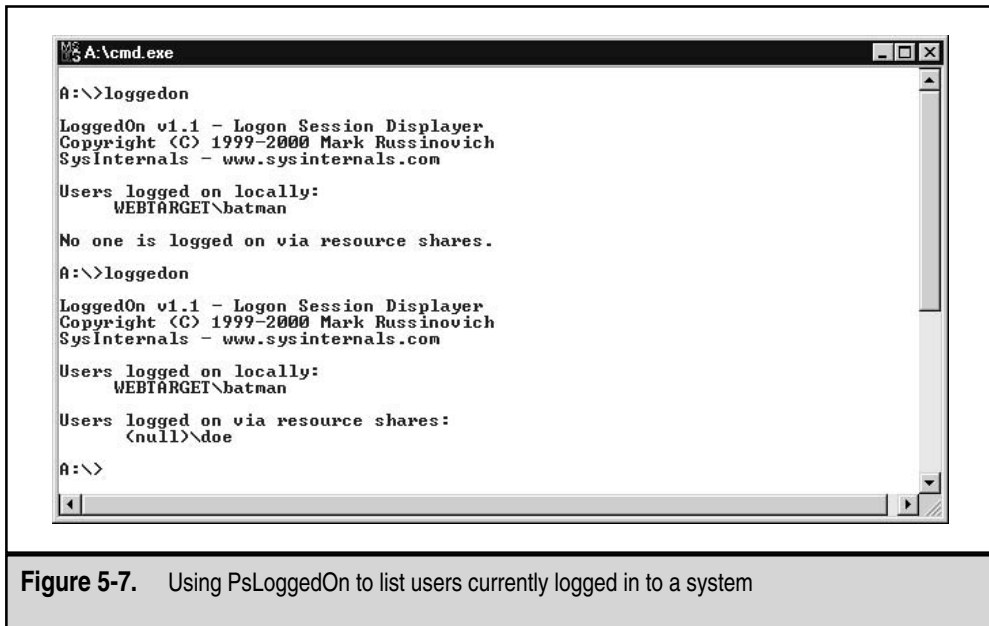 A:\cmd.exe
A:\>loggedon
LoggedOn v1.1 - Logon Session Displayer
Copyright (C) 1999-2000 Mark Russinovich
SysInternals - www.sysinternals.com
Users logged on locally:
WEBTARGET\batman
No one is logged on via resource shares.
A:\>loggedon
LoggedOn v1.1 - Logon Session Displayer
Copyright (C) 1999-2000 Mark Russinovich
SysInternals - www.sysinternals.com
Users logged on locally:
WEBTARGET\batman
Users logged on via resource shares:
(null)\doe
A:\>
Figure 5-7. Using PsLoggedOn to list users currently logged in to a system